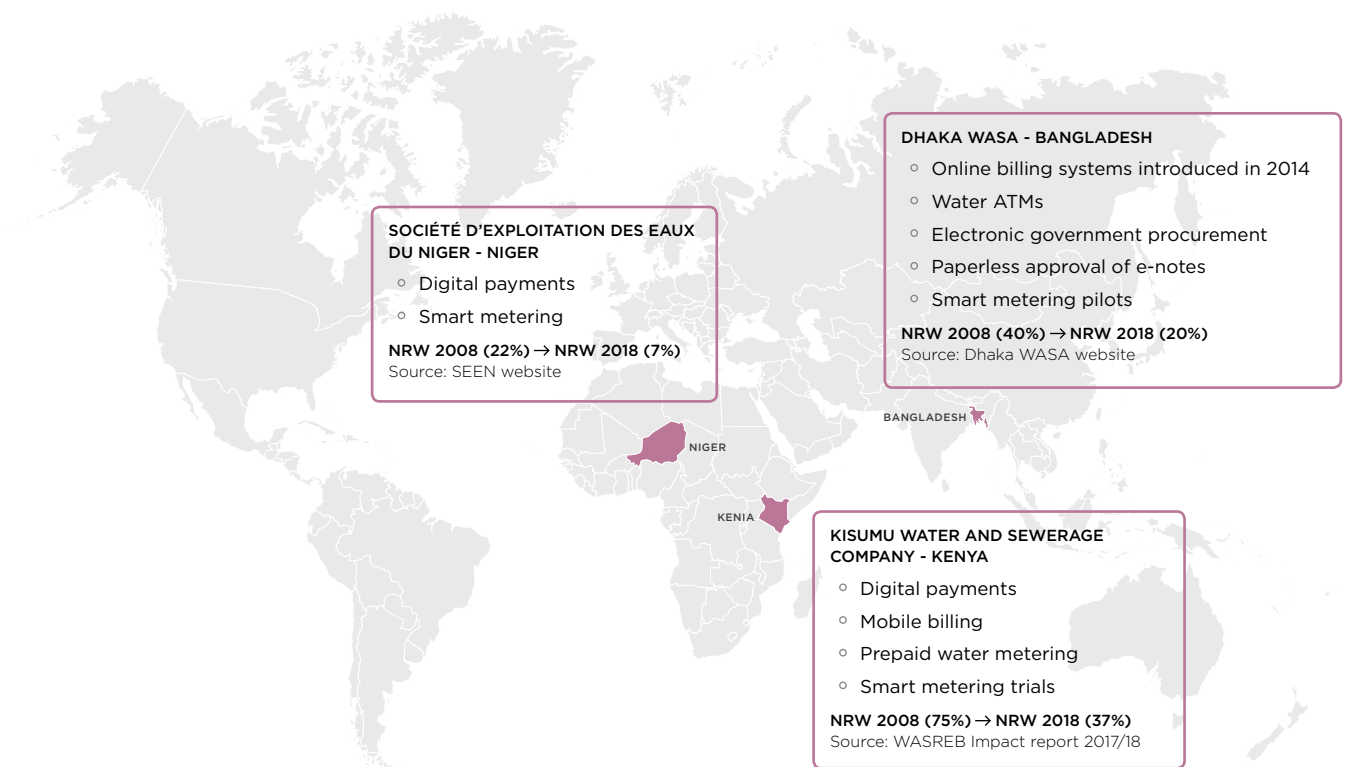 DHAKA WASA - BANGLADESH
Online billing systems introduced in 2014
Water ATMs
Electronic government procurement
Paperless approval of e-notes
Smart metering pilots
NRW 2008 (40%) → NRW 2018 (20%)
Source: Dhaka WASA website
SOCIÉTÉ D’EXPLOITATION DES EAUX
DU NIGER - NIGER
Digital payments
Smart metering
NRW 2008 (22%) → NRW 2018 (7%)
Source: SEEN website
BANGLADESH
NIGER
KENIA
KISUMU WATER AND SEWERAGE
COMPANY - KENYA
Digital payments
Mobile billing
Prepaid water metering
Smart metering trials
NRW 2008 (75%) → NRW 2018 (37%)
Source: WASREB Impact report 2017/18